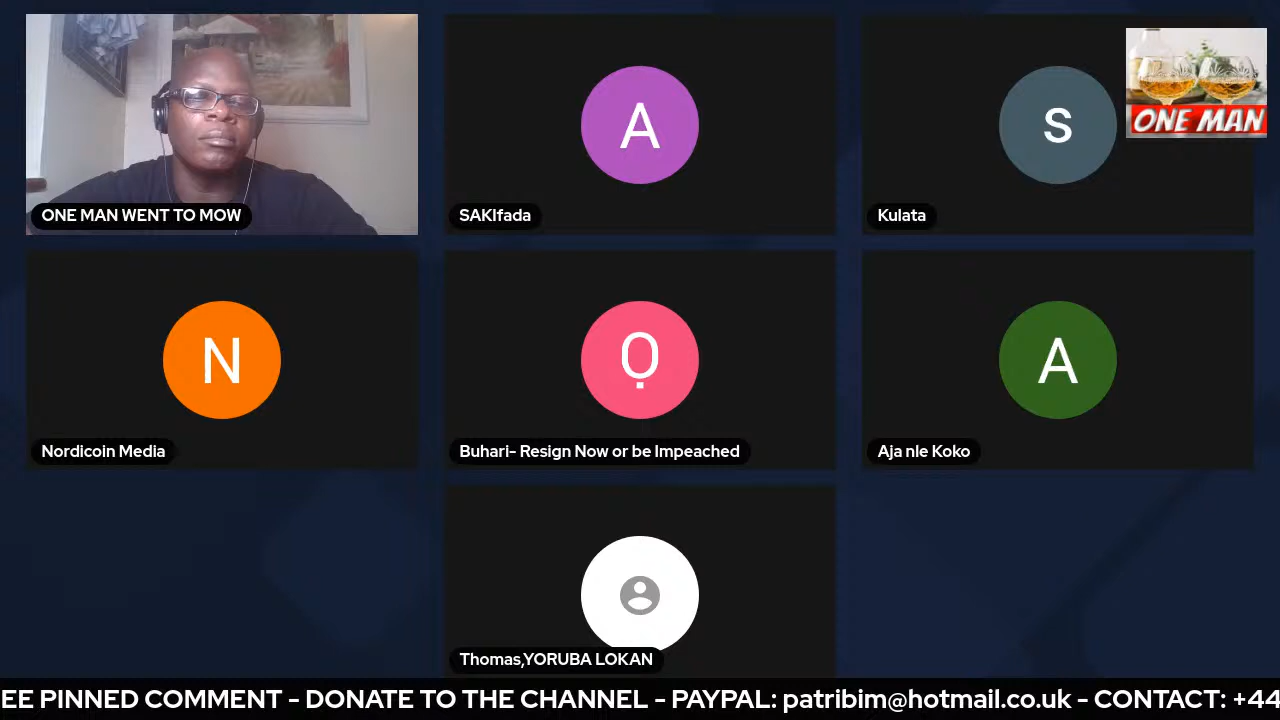 ONE MAN WENT TO MOW
A
SAKIfada
s
Kulata
ONE MAN
N
Nordicoin Media
Ọ
Buhari- Resign Now or be Impeached
A
Aja nle Koko
Thomas,YORUBA LOKAN
EE PINNED COMMENT - DONATE TO THE CHANNEL - PAYPAL: patribim@hotmail.co.uk - CONTACT: +44